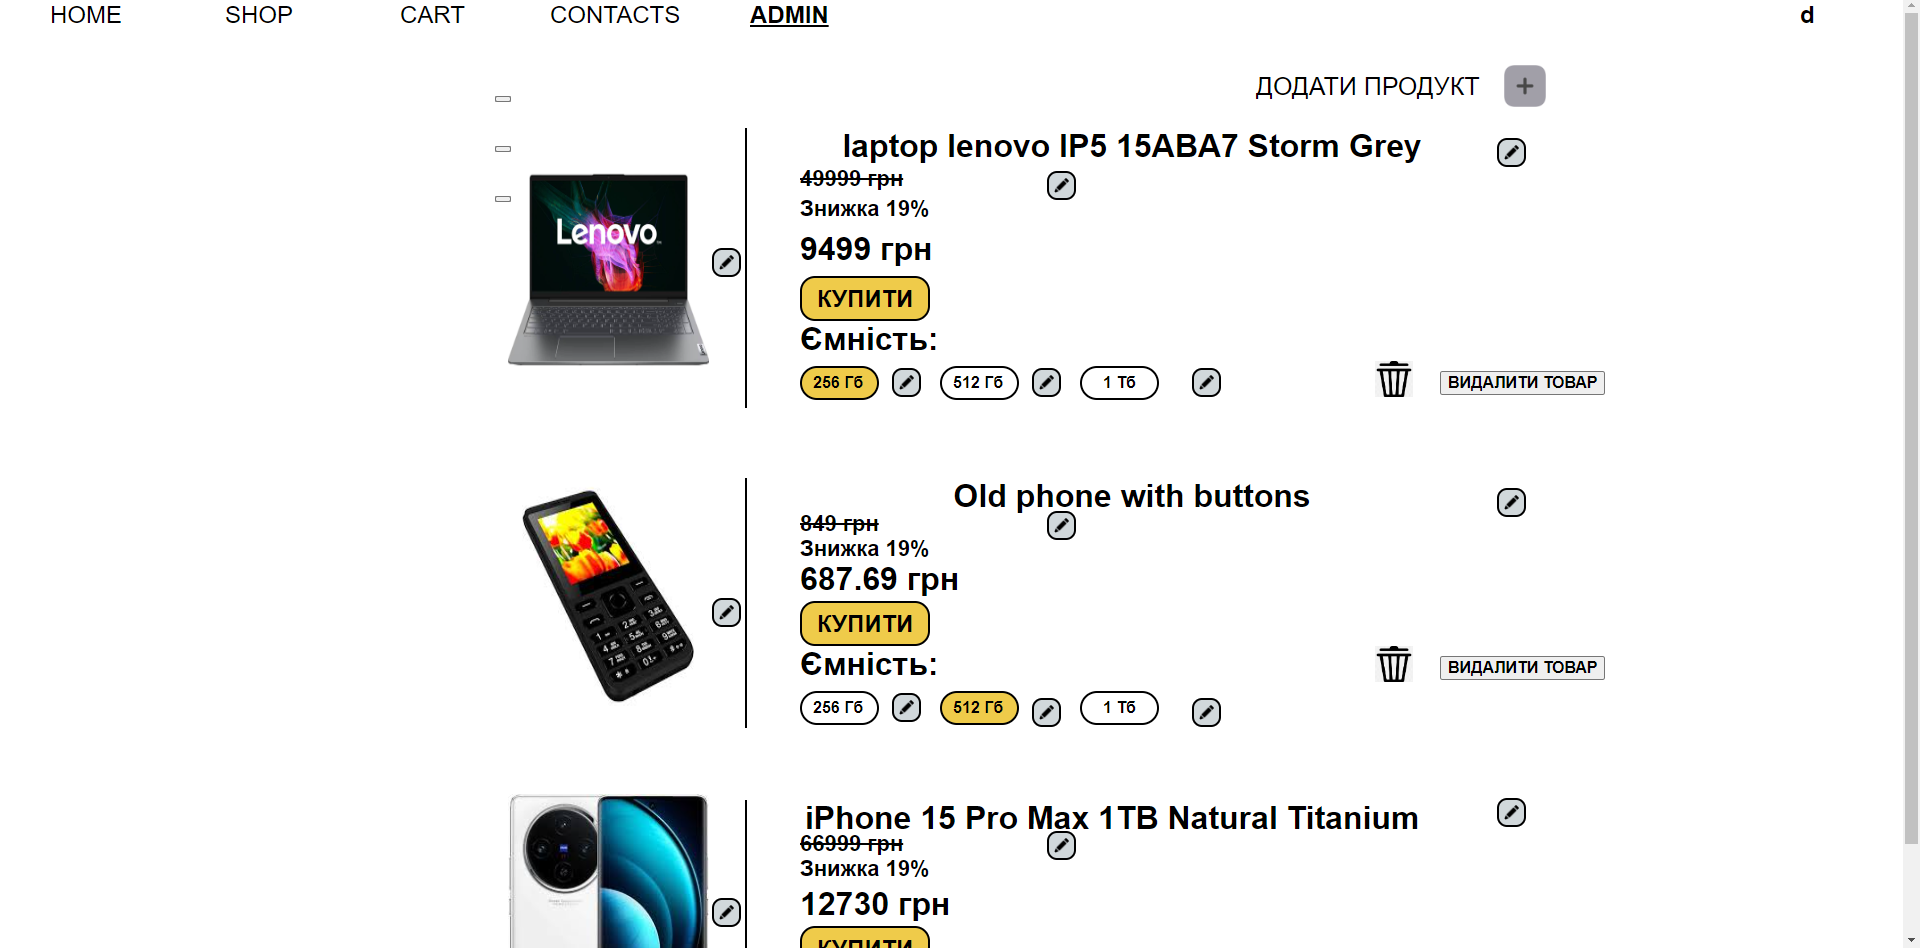 HOME SHOP CART CONTACTS ADMIN d
ДОДАТИ ПРОДУКТ
laptop lenovo IP5 15ABA7 Storm Grey
49999 грн
Знижка 19%
Lenovo
9499 грн
КУПИТИ
Ємність:
256 Гб 512 Гб 1 Тб ВИДАЛИТИ ТОВАР
Old phone with buttons
849 грн
Знижка 19%
687.69 грн
КУПИТИ
Ємність:
ВИДАЛИТИ ТОВАР
256 Гб 512 Гб 1 Тб
iPhone 15 Pro Max 1TB Natural Titanium
66999 грн
Знижка 19%
12730 грн
КУПИТИ